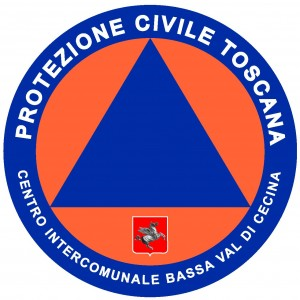 PROTEZIONE CIVILE TOSCANA
CENTRO INTERCOMUNALE BASSA VAL DI CECINA